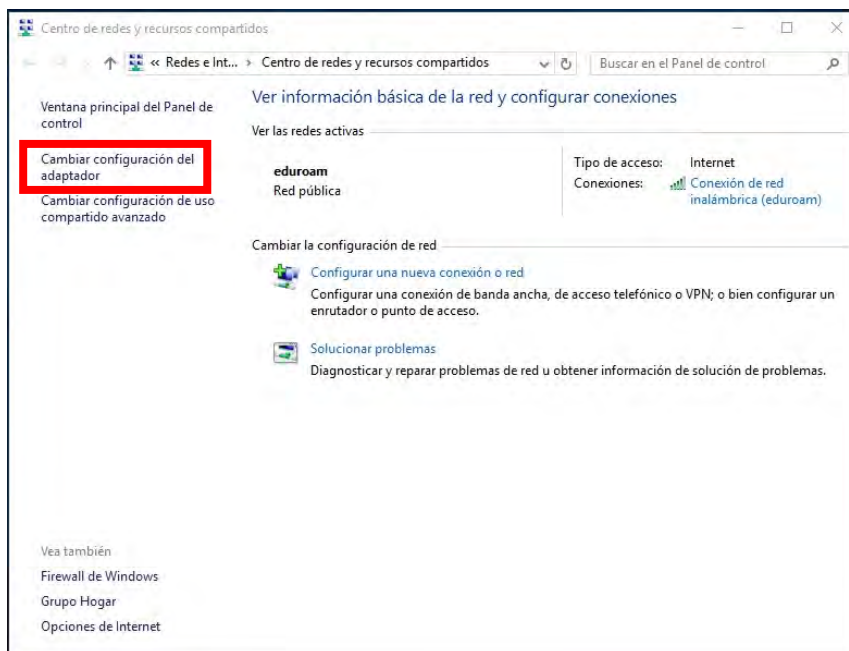 Centro de redes y recursos compartidos
« Redes e Int... › Centro de redes y recursos compartidos
Buscar en el Panel de control
Ventana principal del Panel de
control
Cambiar configuración del
adaptador
Cambiar configuración de uso
compartido avanzado
Ver información básica de la red y configurar conexiones
Ver las redes activas
eduroam
Red pública
Tipo de acceso: Internet
Conexiones: Conexión de red
inalámbrica (eduroam)
Cambiar la configuración de red
Configurar una nueva conexión o red
Configurar una conexión de banda ancha, de acceso telefónico o VPN; o bien configurar un
enrutador o punto de acceso.
Solucionar problemas
Diagnosticar y reparar problemas de red u obtener información de solución de problemas.
Vea también
Firewall de Windows
Grupo Hogar
Opciones de Internet